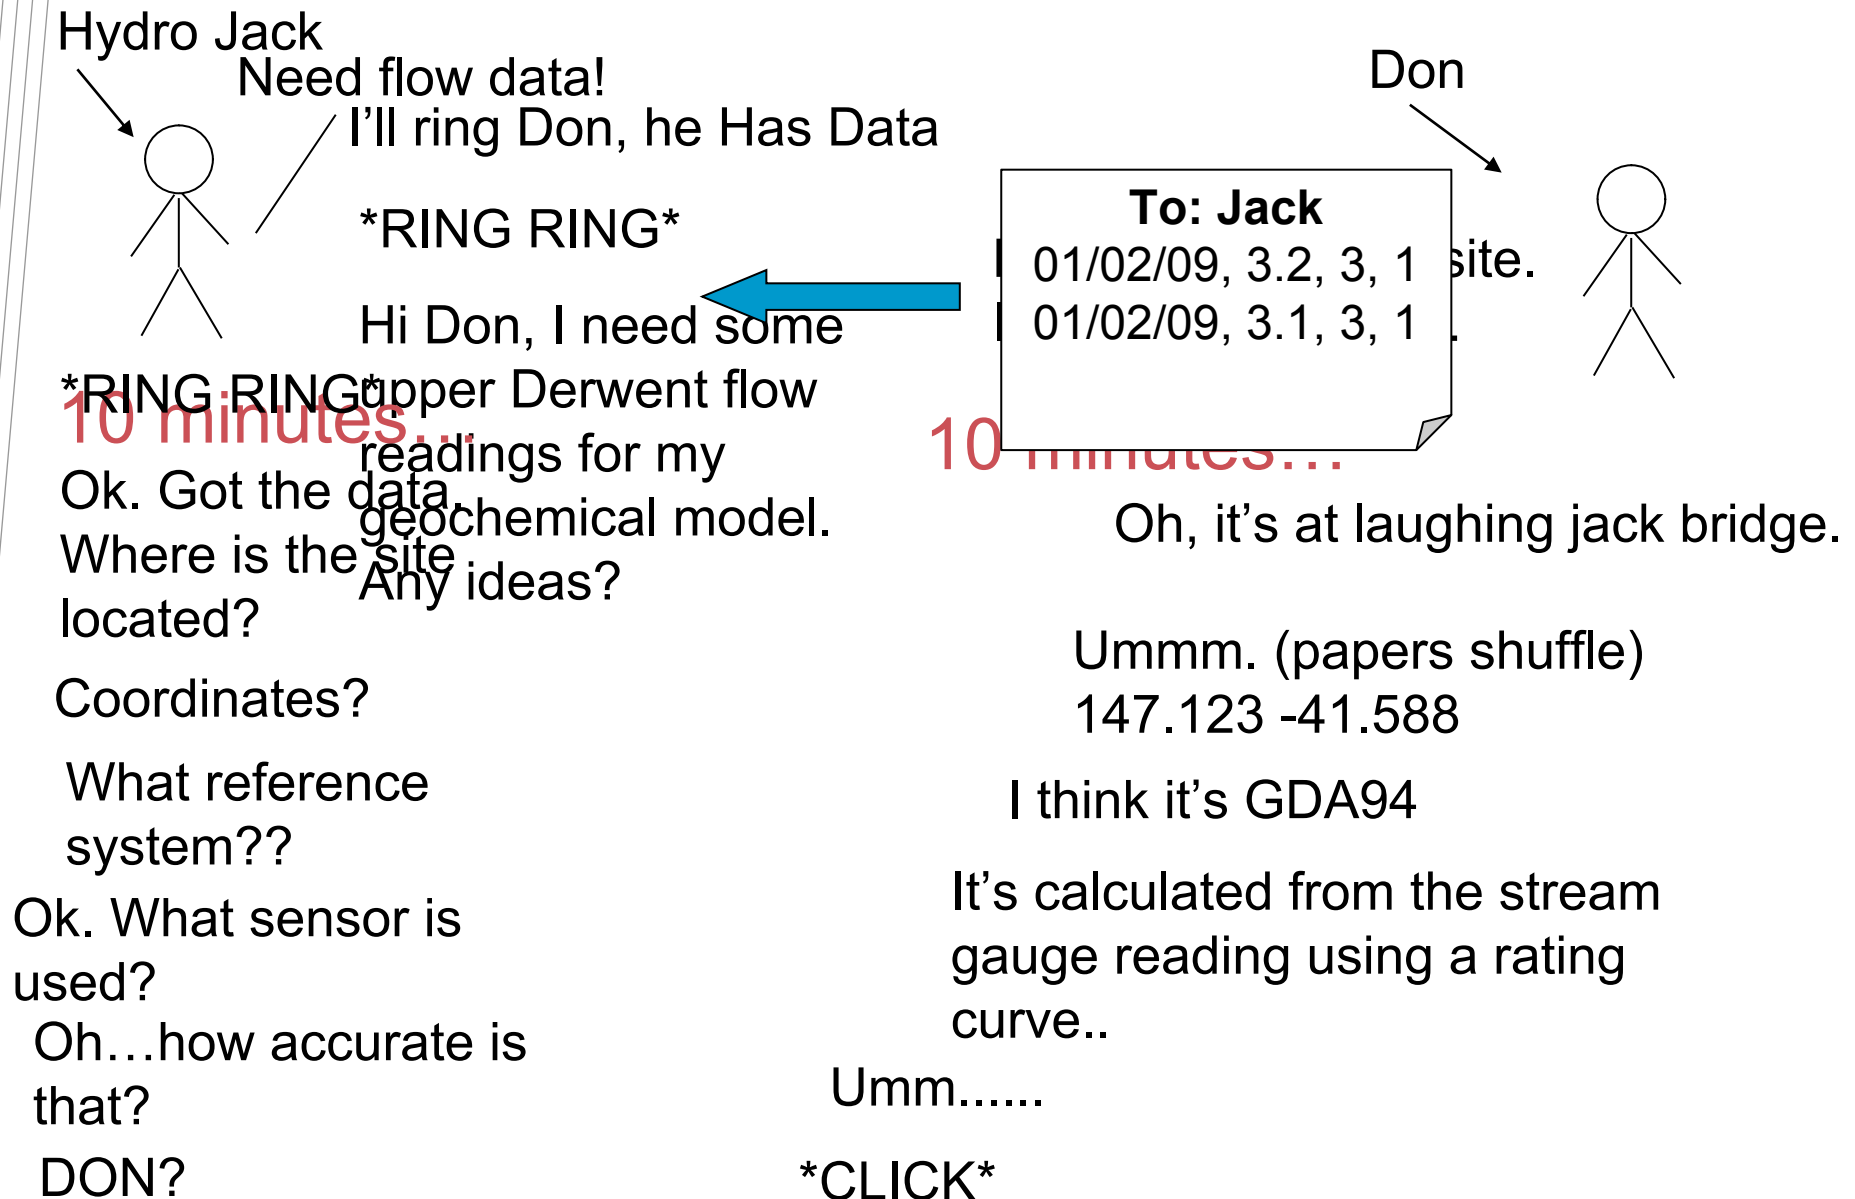 Hydro Jack
Need flow data!
I'll ring Don, he Has Data
*RING RING*
Hi Don, I need some
upper Derwent flow
readings for my
geochemical model.
Any ideas?
Don
To: Jack
01/02/09, 3.2, 3, 1
01/02/09, 3.1, 3, 1
site.
10 minutes…
10 minutes…
*RING RING*
Ok. Got the data.
Where is the site
located?
Oh, it's at laughing jack bridge.
Coordinates?
Ummm. (papers shuffle)
147.123 -41.588
What reference
system??
I think it's GDA94
Ok. What sensor is
used?
It's calculated from the stream
gauge reading using a rating
curve..
Oh…how accurate is
that?
Umm......
DON?
*CLICK*